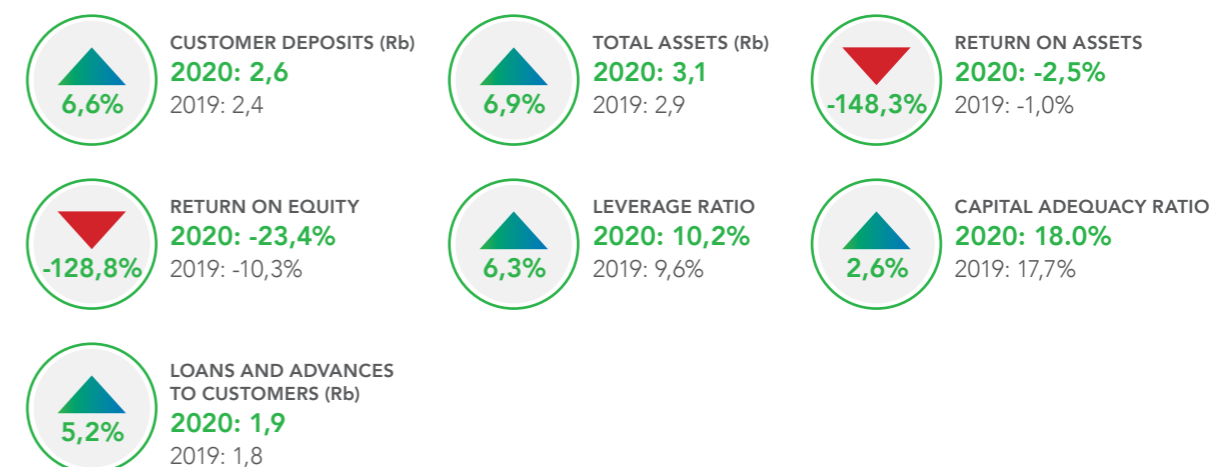 CUSTOMER DEPOSITS (Rb)
2020: 2,6
2019: 2,4
6,6%
TOTAL ASSETS (Rb)
2020: 3,1
2019: 2,9
6,9%
RETURN ON ASSETS
2020: -2,5%
2019: -1,0%
-148,3%
RETURN ON EQUITY
2020: -23,4%
2019: -10,3%
-128,8%
LEVERAGE RATIO
2020: 10,2%
2019: 9,6%
6,3%
CAPITAL ADEQUACY RATIO
2020: 18.0%
2019: 17,7%
2,6%
LOANS AND ADVANCES
TO CUSTOMERS (Rb)
2020: 1,9
2019: 1,8
5,2%